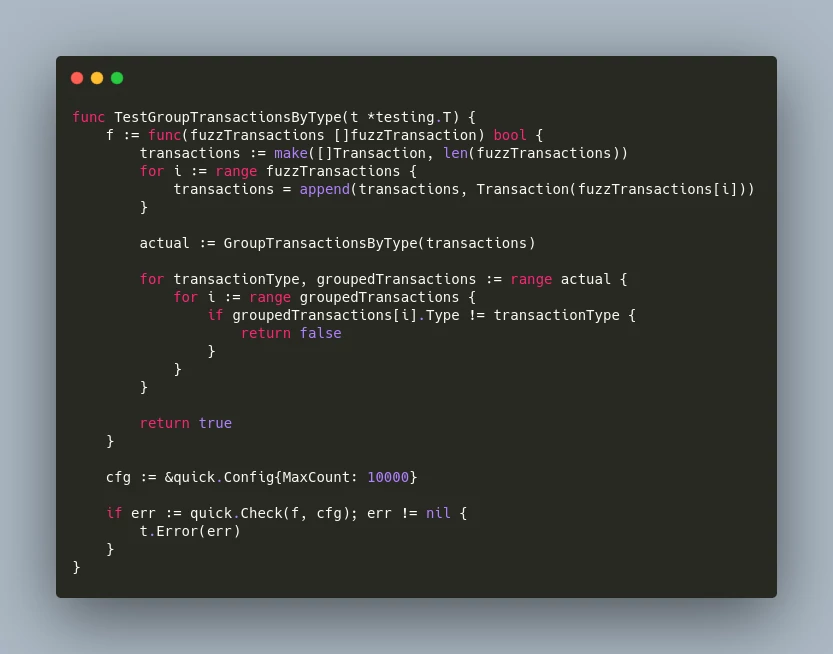 func TestGroupTransactionsByType(t *testing.T) {
    f := func(fuzzTransactions []fuzzTransaction) bool {
        transactions := make([]Transaction, len(fuzzTransactions))
        for i := range fuzzTransactions {
            transactions = append(transactions, Transaction(fuzzTransactions[i]))
        }

        actual := GroupTransactionsByType(transactions)

        for transactionType, groupedTransactions := range actual {
            for i := range groupedTransactions {
                if groupedTransactions[i].Type != transactionType {
                    return false
                }
            }
        }

        return true
    }

    cfg := &quick.Config{MaxCount: 10000}

    if err := quick.Check(f, cfg); err != nil {
        t.Error(err)
    }
}